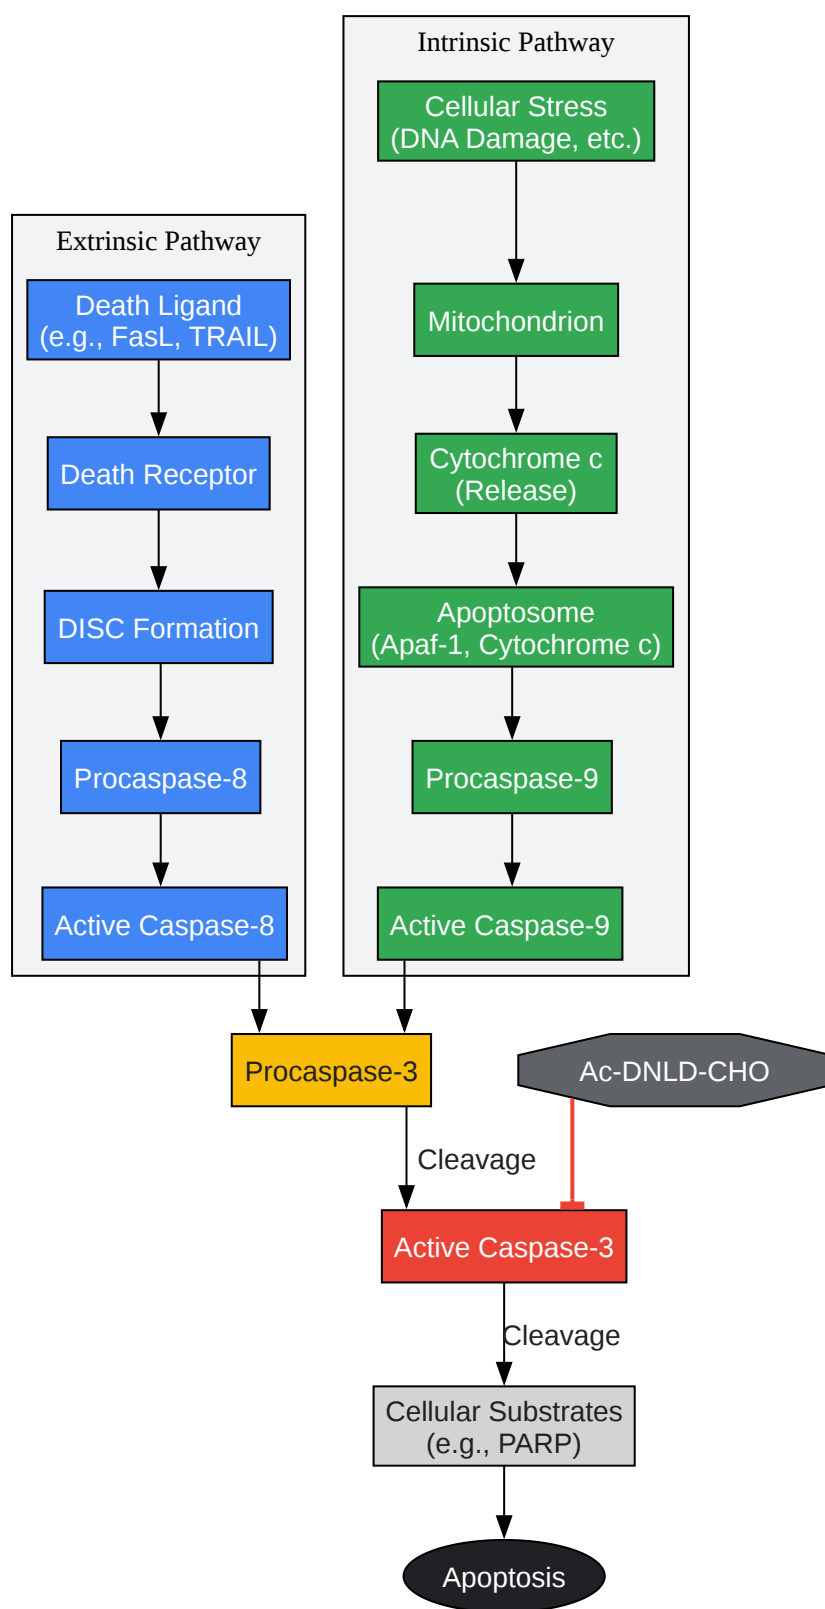 Intrinsic Pathway
Cellular Stress
(DNA Damage, etc.)
Mitochondrion
Cytochrome c
(Release)
Apoptosome
(Apaf-1, Cytochrome c)
Procaspase-9
Active Caspase-9
Extrinsic Pathway
Death Ligand
(e.g., FasL, TRAIL)
Death Receptor
DISC Formation
Procaspase-8
Active Caspase-8
Procaspase-3
Ac-DNLD-CHO
Cleavage
Active Caspase-3
Cleavage
Cellular Substrates
(e.g., PARP)
Apoptosis